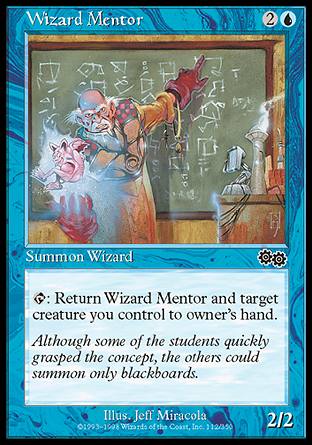 Wizard Mentor 2
Summon Wizard
: Return Wizard Mentor and target
creature you control to owner's hand.
Although some of the students quickly
grasped the concept, the others could
summon only blackboards.
2/2
Illus. Jeff Miracola
©1993–1998 Wizards of the Coast, Inc. 112/350